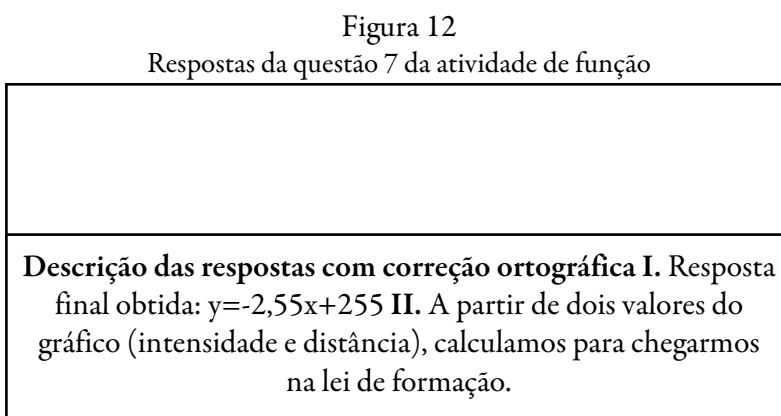 Figura 12
Respostas da questão 7 da atividade de função
Descrição das respostas com correção ortográfica I. Resposta
final obtida: y=-2,55x+255 II. A partir de dois valores do
gráfico (intensidade e distância), calculamos para chegarmos
na lei de formação.